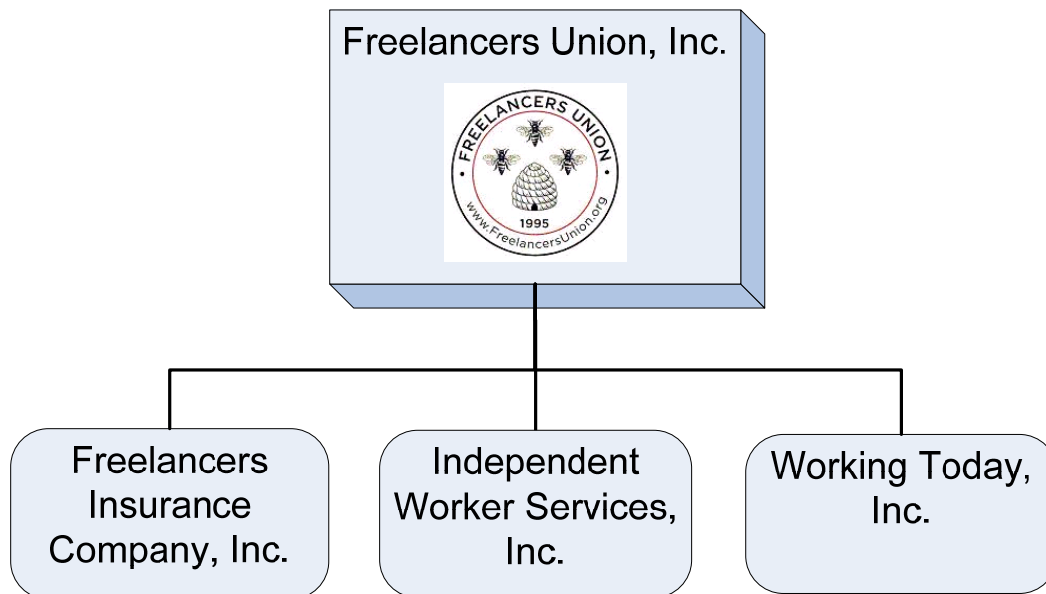 Freelancers Union, Inc.
• FREELANCERS UNION •
1995
www.FreelancersUnion.org
Freelancers
Insurance
Company, Inc.
Independent
Worker Services,
Inc.
Working Today,
Inc.